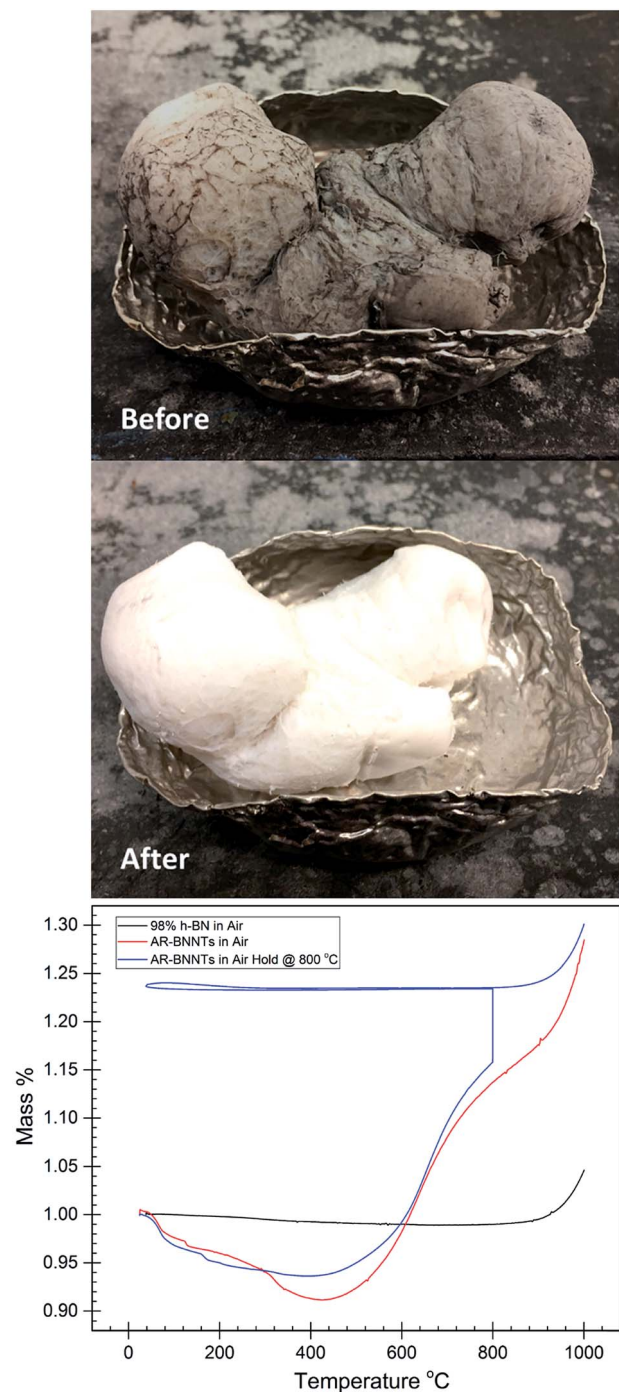 Before
After
98% h-BN in Air
AR-BNNTs in Air
AR-BNNTs in Air Hold @ 800 °C
1.30
1.25
1.20
1.15
1.10
1.05
1.00
0.95
0.90
Mass %
0 200 400 600 800 1000
Temperature °C